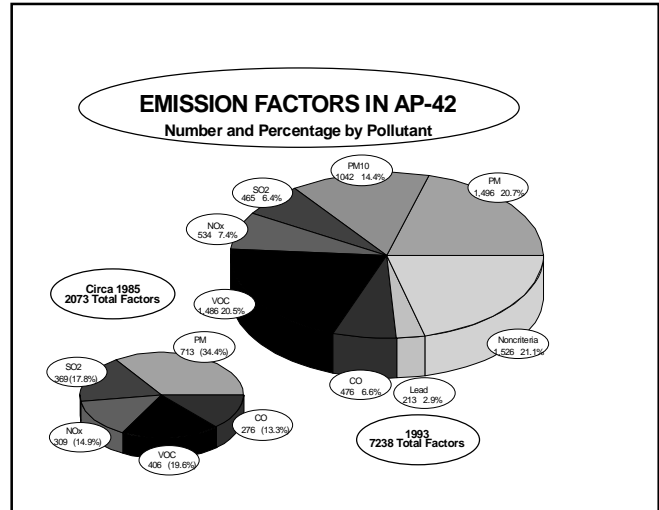 EMISSION FACTORS IN AP-42
Number and Percentage by Pollutant
PM10
1042 14.4%
PM
1,496 20.7%
SO2
465 6.4%
NOx
534 7.4%
Circa 1985
2073 Total Factors
VOC
1,486 20.5%
Noncriteria
1,526 21.1%
CO
476 6.6%
Lead
213 2.9%
PM
713 (34.4%)
SO2
369 (17.8%)
CO
276 (13.3%)
NOx
309 (14.9%)
VOC
406 (19.6%)
1993
7238 Total Factors